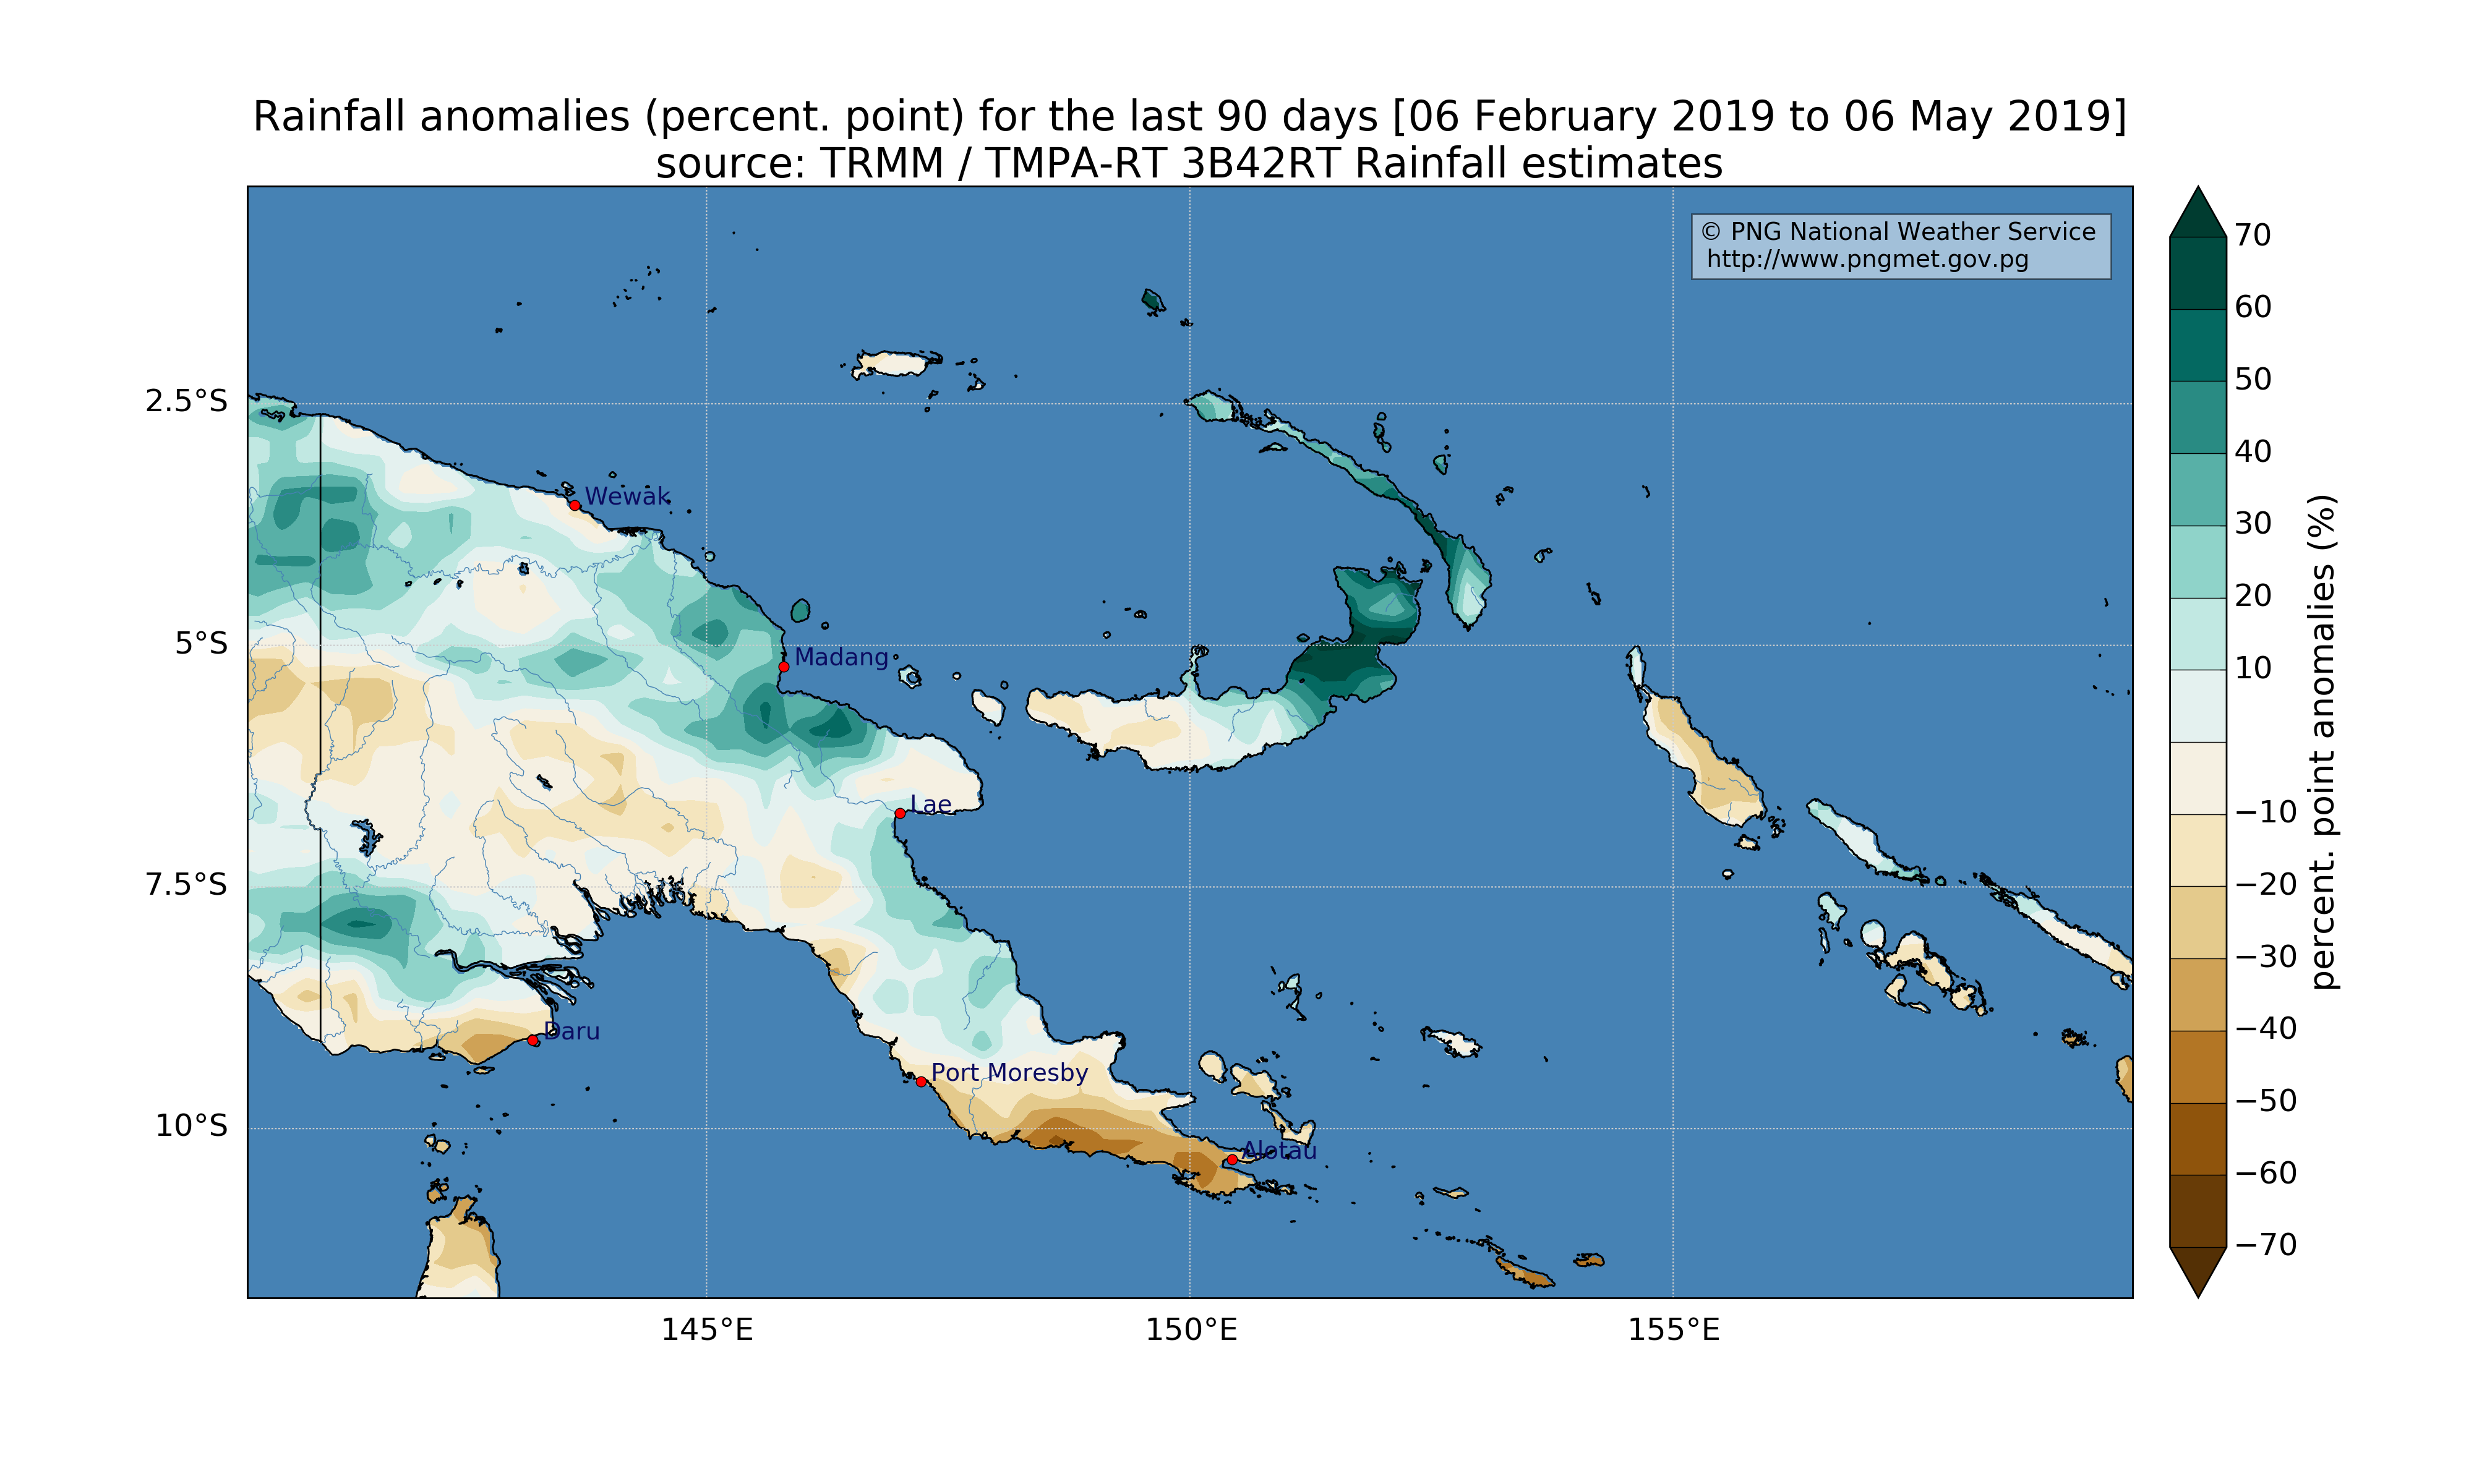 Rainfall anomalies (percent. point) for the last 90 days [06 February 2019 to 06 May 2019]
source: TRMM / TMPA-RT 3B42RT Rainfall estimates
© PNG National Weather Service
http://www.pngmet.gov.pg
2.5°S
5°S
7.5°S
10°S
Wewak
Madang
Lae
Daru
Port Moresby
Alotau
145°E
150°E
155°E
70
60
50
40
30
20
10
−10
−20
−30
−40
−50
−60
−70
percent. point anomalies (%)